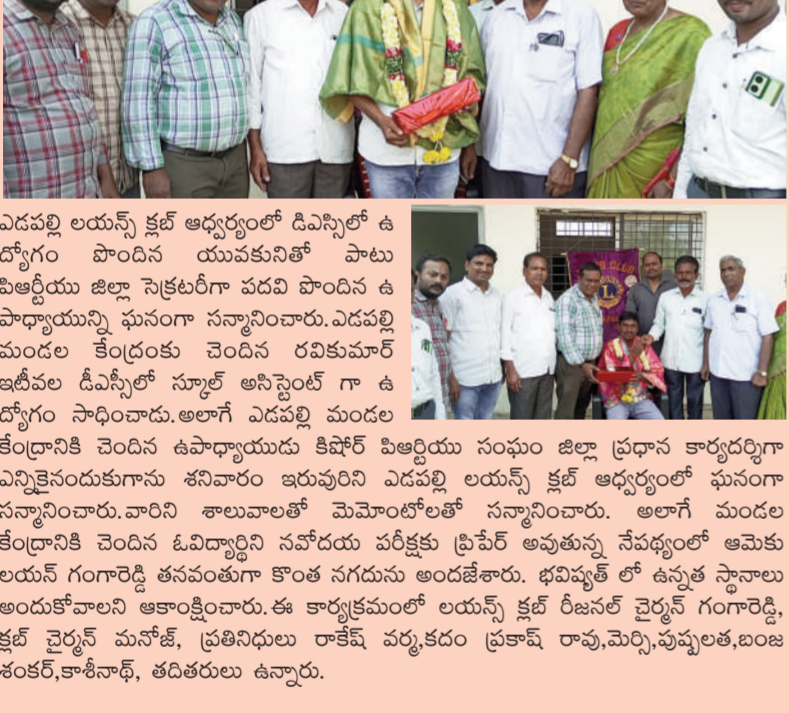 ఎడపల్లి లయన్స్ క్లబ్ ఆధ్వర్యంలో డిఎస్సిలో ఉ
ద్యోగం పొందిన యువకునితో పాటు
పిఆర్టీయు జిల్లా సెక్రటరీగా పదవి పొందిన ఉ
పాధ్యాయున్ని ఘనంగా సన్మానించారు.ఎడపల్లి
మండల కేంద్రంకు చెందిన రవికుమార్
ఇటీవల డీఎస్సీలో స్కూల్ అసిస్టెంట్ గా ఉ
ద్యోగం సాధించాడు.అలాగే ఎడపల్లి మండల
కేంద్రానికి చెందిన ఉపాధ్యాయుడు కిషోర్ పిఆర్టియు సంఘం జిల్లా ప్రధాన కార్యదర్శిగా
ఎన్నికైనందుకుగాను శనివారం ఇరువురిని ఎడపల్లి లయన్స్ క్లబ్ ఆధ్వర్యంలో ఘనంగా
సన్మానించారు.వారిని శాలువాలతో మెమోంటోలతో సన్మానించారు. అలాగే మండల
కేంద్రానికి చెందిన ఓవిద్యార్థిని నవోదయ పరీక్షకు ప్రిపేర్ అవుతున్న నేపథ్యంలో ఆమెకు
లయన్ గంగారెడ్డి తనవంతుగా కొంత నగదును అందజేశారు. భవిష్యత్ లో ఉన్నత స్థానాలు
అందుకోవాలని ఆకాంక్షించారు.ఈ కార్యక్రమంలో లయన్స్ క్లబ్ రీజనల్ చైర్మన్ గంగారెడ్డి,
క్లబ్ చైర్మన్ మనోజ్, ప్రతినిధులు రాకేష్ వర్మ,కదం ప్రకాష్ రావు,మెర్సి,పుష్పలత,బంజ
శంకర్,కాశీనాథ్, తదితరులు ఉన్నారు.